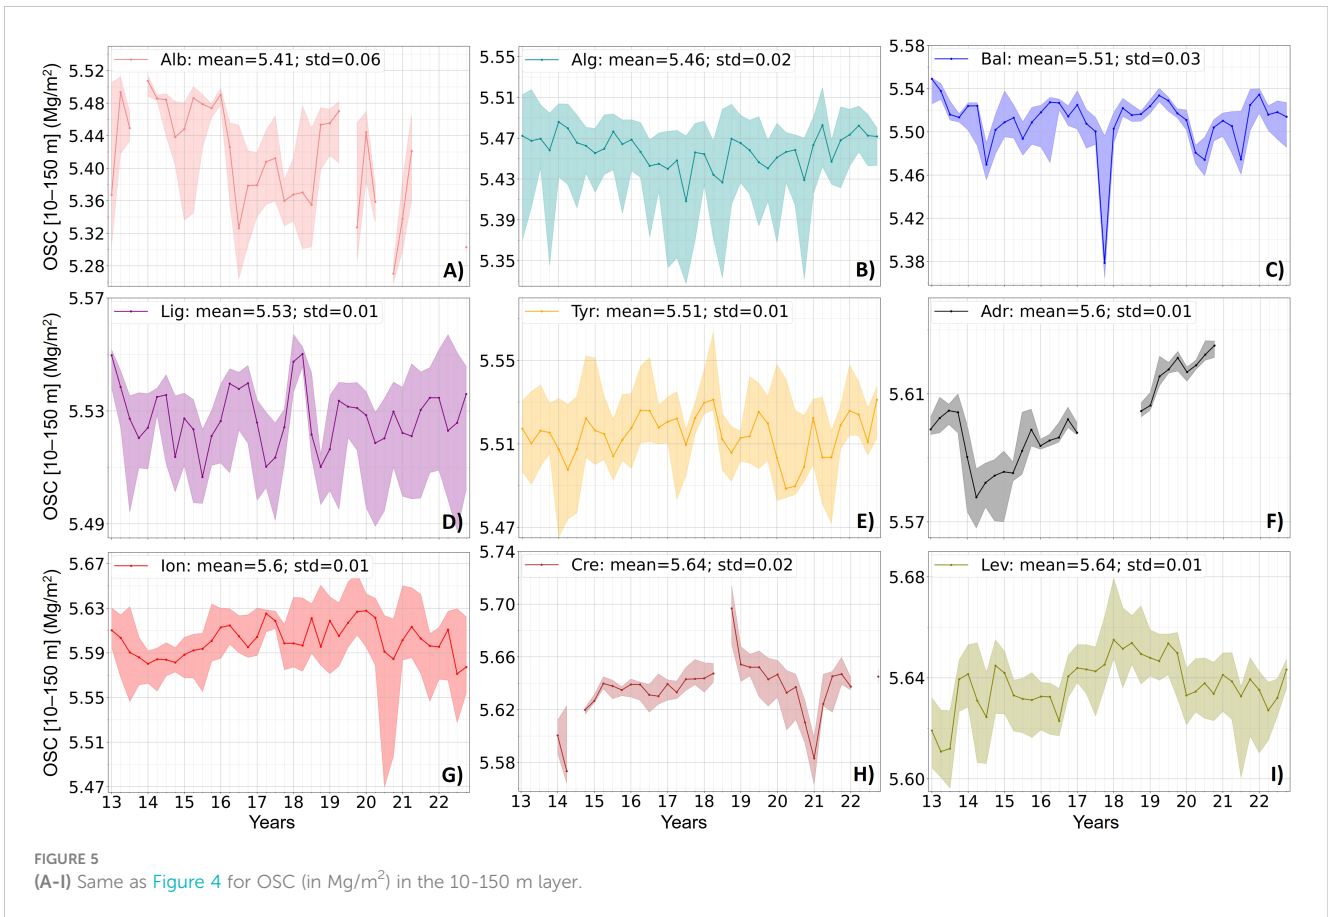 OSC [10–150 m] (Mg/m²)
Alb: mean=5.41; std=0.06
5.52
5.48
5.44
5.40
5.36
5.32
5.28
A)
Alg: mean=5.46; std=0.02
5.55
5.51
5.47
5.43
5.39
5.35
B)
Bal: mean=5.51; std=0.03
5.58
5.54
5.50
5.46
5.42
5.38
C)
OSC [10–150 m] (Mg/m²)
Lig: mean=5.53; std=0.01
5.57
5.53
5.49
D)
Tyr: mean=5.51; std=0.01
5.55
5.51
5.47
E)
Adr: mean=5.6; std=0.01
5.61
5.57
F)
OSC [10–150 m] (Mg/m²)
Ion: mean=5.6; std=0.01
5.67
5.63
5.59
5.55
5.51
5.47
G)
13 14 15 16 17 18 19 20 21 22
Years
Cre: mean=5.64; std=0.02
5.74
5.70
5.66
5.62
5.58
H)
13 14 15 16 17 18 19 20 21 22
Years
Lev: mean=5.64; std=0.01
5.68
5.64
5.60
I)
13 14 15 16 17 18 19 20 21 22
Years
FIGURE 5
(A-I) Same as Figure 4 for OSC (in Mg/m²) in the 10-150 m layer.